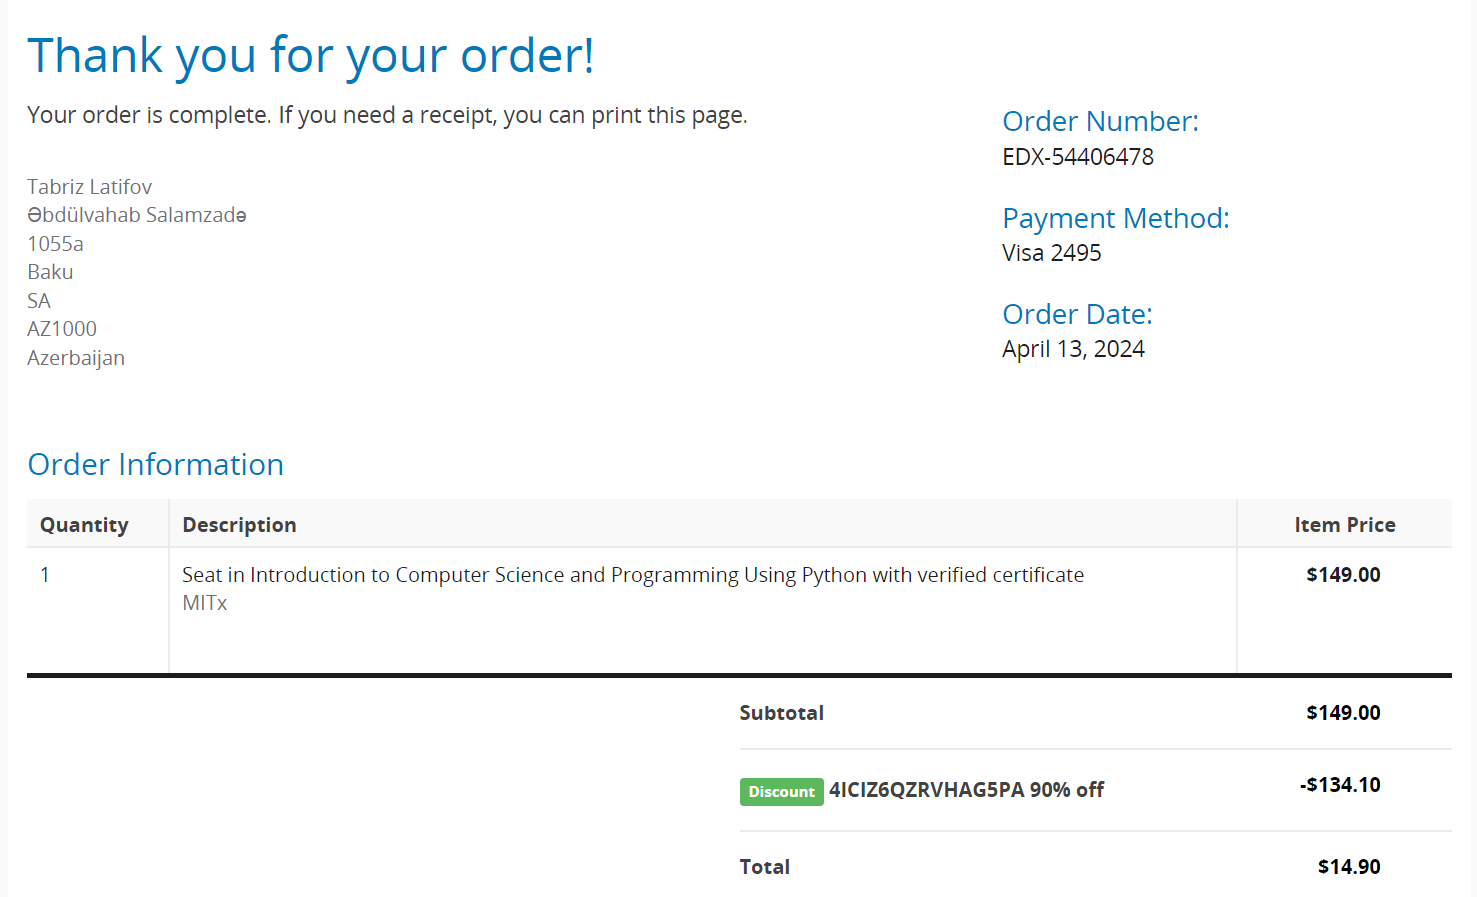 Thank you for your order!
Your order is complete. If you need a receipt, you can print this page.
Tabriz Latifov
Əbdülvahab Salamzadə
1055a
Baku
SA
AZ1000
Azerbaijan
Order Number:
EDX-54406478
Payment Method:
Visa 2495
Order Date:
April 13, 2024
Order Information
Quantity Description Item Price
1 Seat in Introduction to Computer Science and Programming Using Python with verified certificate $149.00
MITx
Subtotal $149.00
Discount 4ICIZ6QZRVHAG5PA 90% off -$134.10
Total $14.90